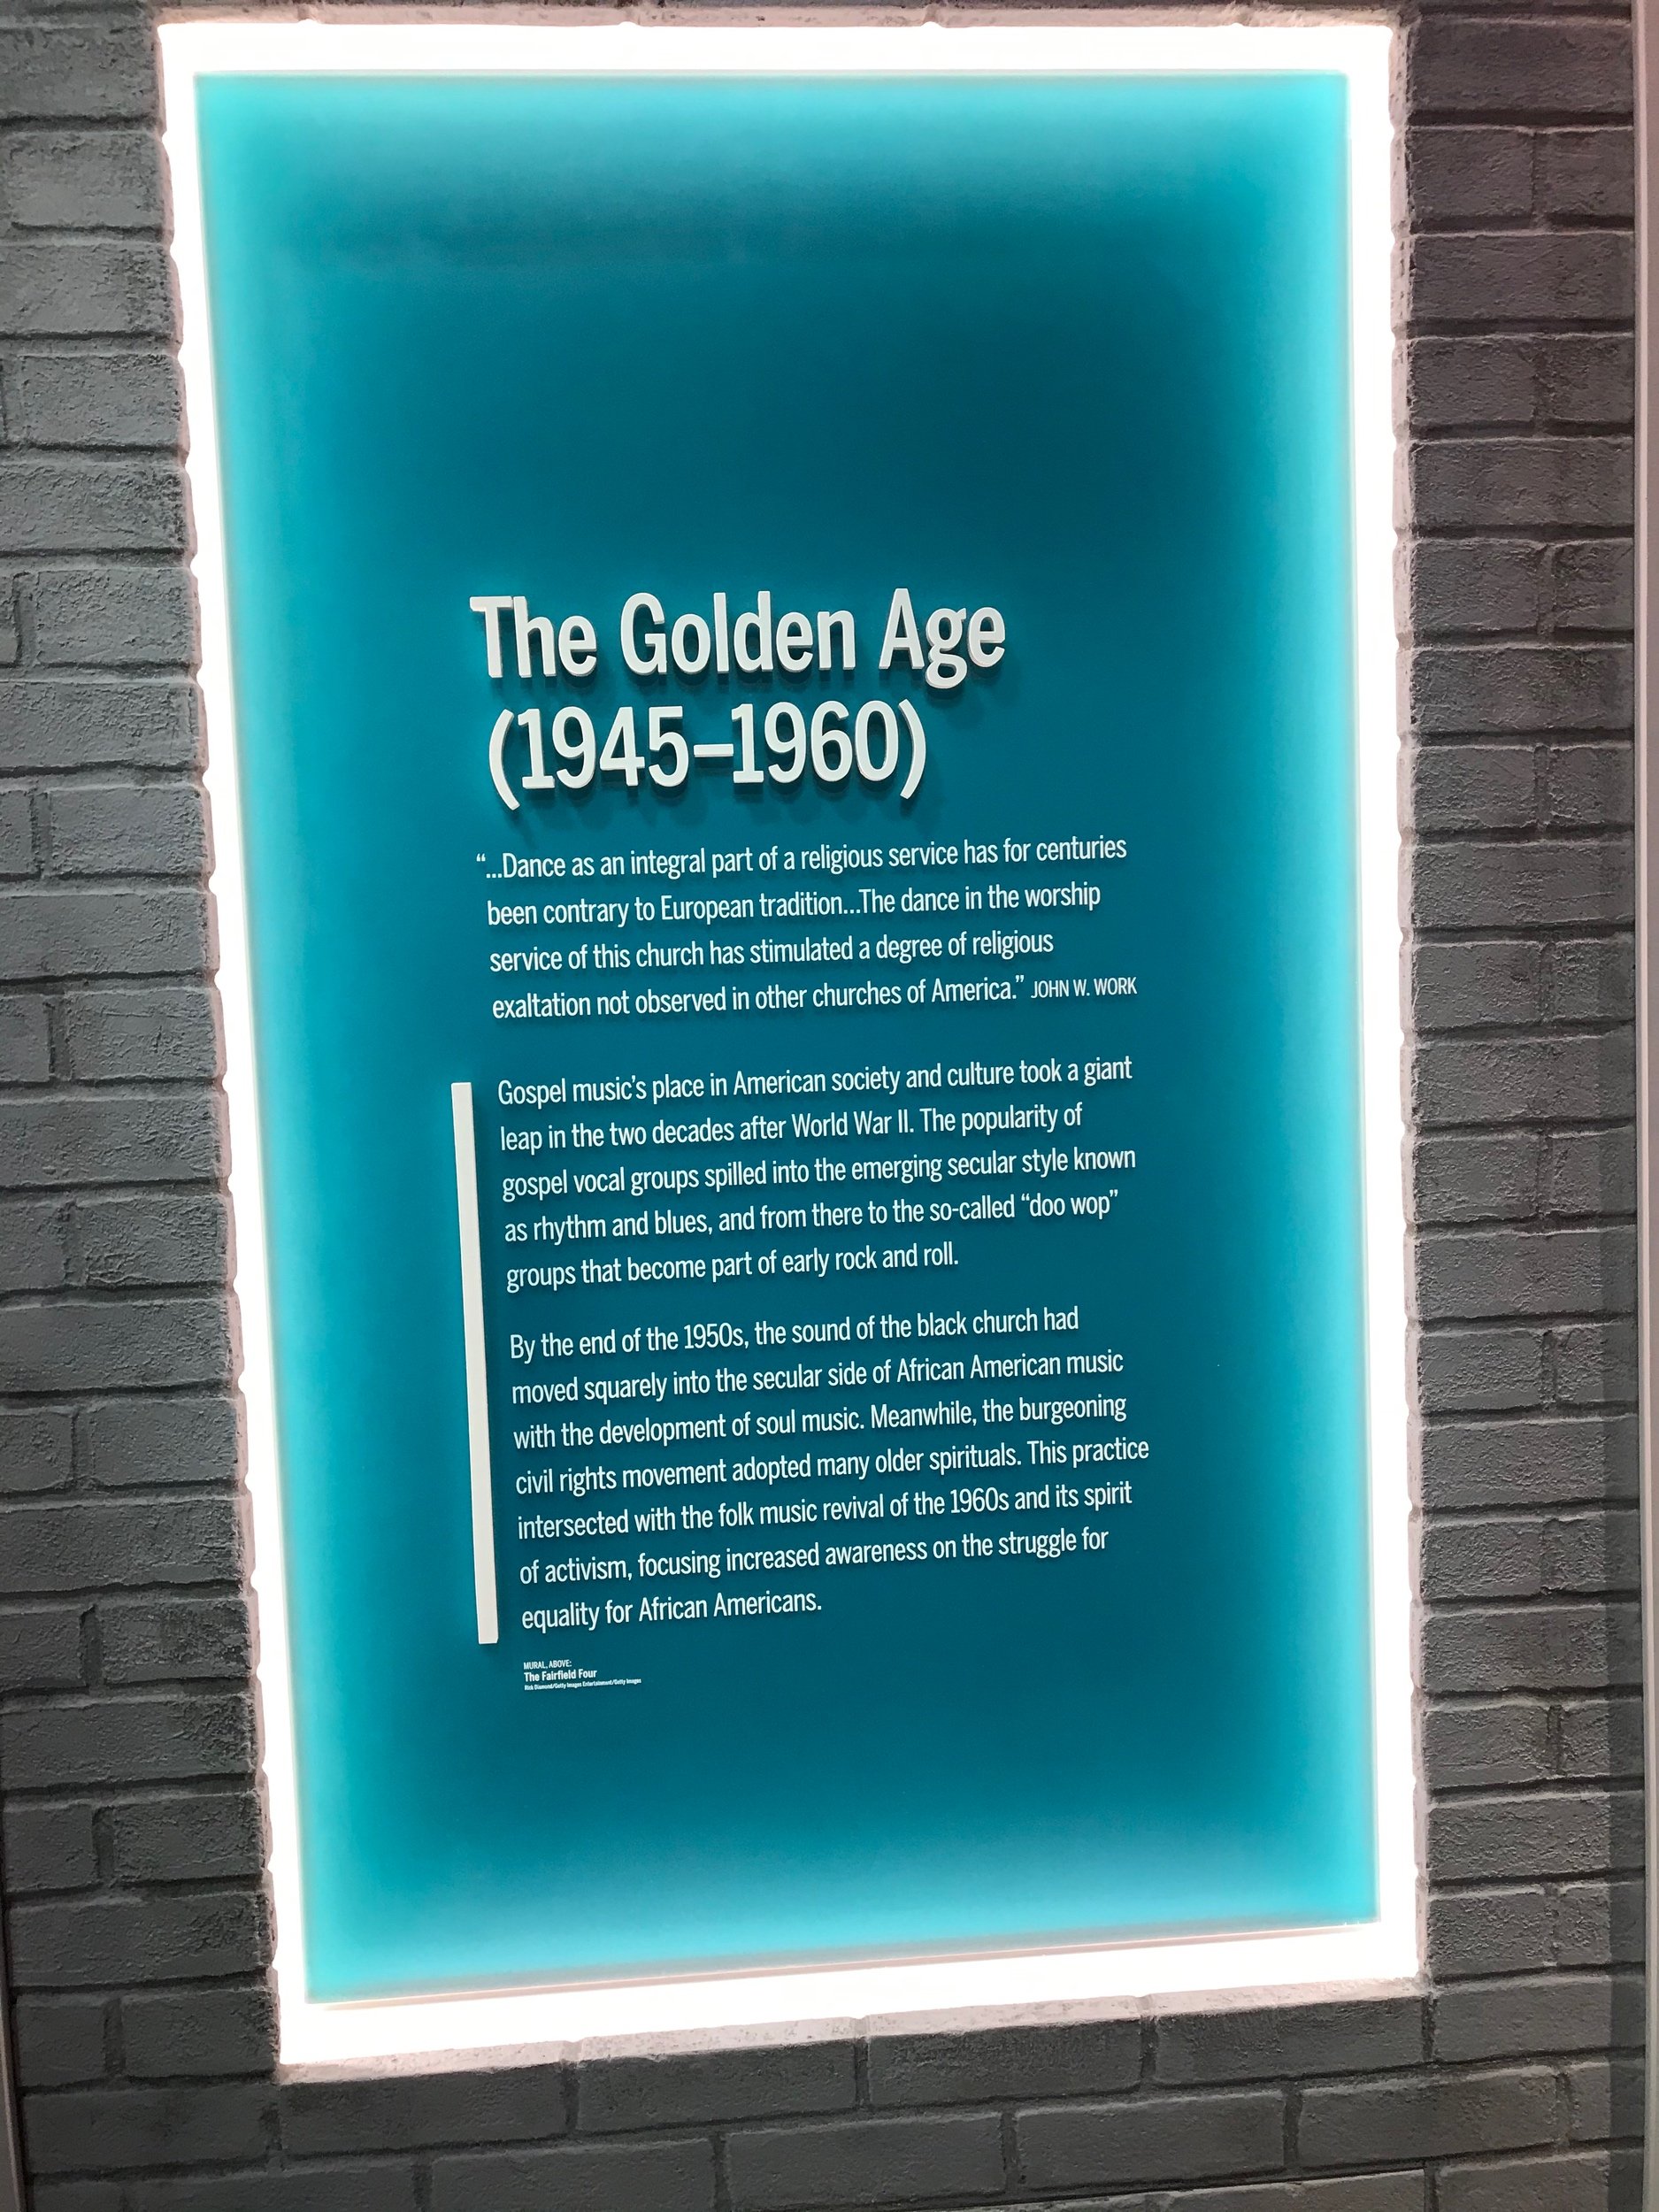 The Golden Age
(1945–1960)
“...Dance as an integral part of a religious service has for centuries
been contrary to European tradition...The dance in the worship
service of this church has stimulated a degree of religious
exaltation not observed in other churches of America.” JOHN W. WORK
Gospel music’s place in American society and culture took a giant
leap in the two decades after World War II. The popularity of
gospel vocal groups spilled into the emerging secular style known
as rhythm and blues, and from there to the so-called “doo wop”
groups that become part of early rock and roll.
By the end of the 1950s, the sound of the black church had
moved squarely into the secular side of African American music
with the development of soul music. Meanwhile, the burgeoning
civil rights movement adopted many older spirituals. This practice
intersected with the folk music revival of the 1960s and its spirit
of activism, focusing increased awareness on the struggle for
equality for African Americans.
MURAL, ABOVE:
The Fairfield Four
Rick Diamond/Getty Images Entertainment/Getty Images